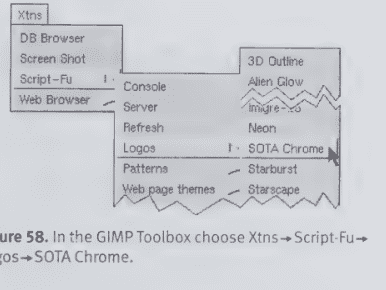 Xtns
DB Browser
Screen Shot
Script-Fu
Web Browser
Console
Server
Refresh
Logos
Patterns
Web page themes
3D Outline
Alien Glow
Neon
SOTA Chrome
Starburst
Starscape
ure 58. In the GIMP Toolbox choose Xtns→Script-Fu→
gos→SOTA Chrome.